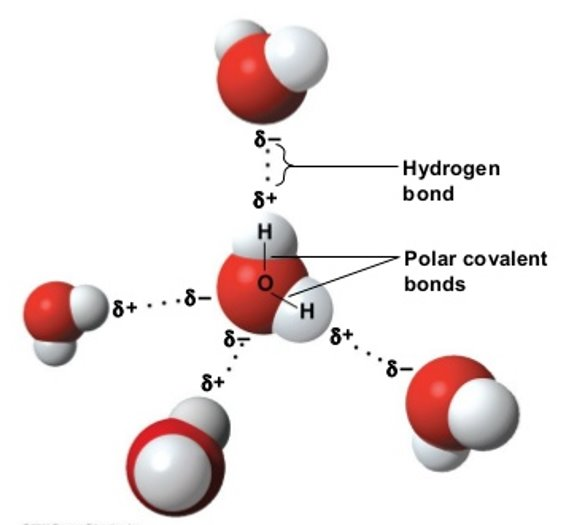 δ–
Hydrogen
bond
δ+
H
Polar covalent
bonds
O
H
δ+
δ–
δ–
δ+
δ–
δ+